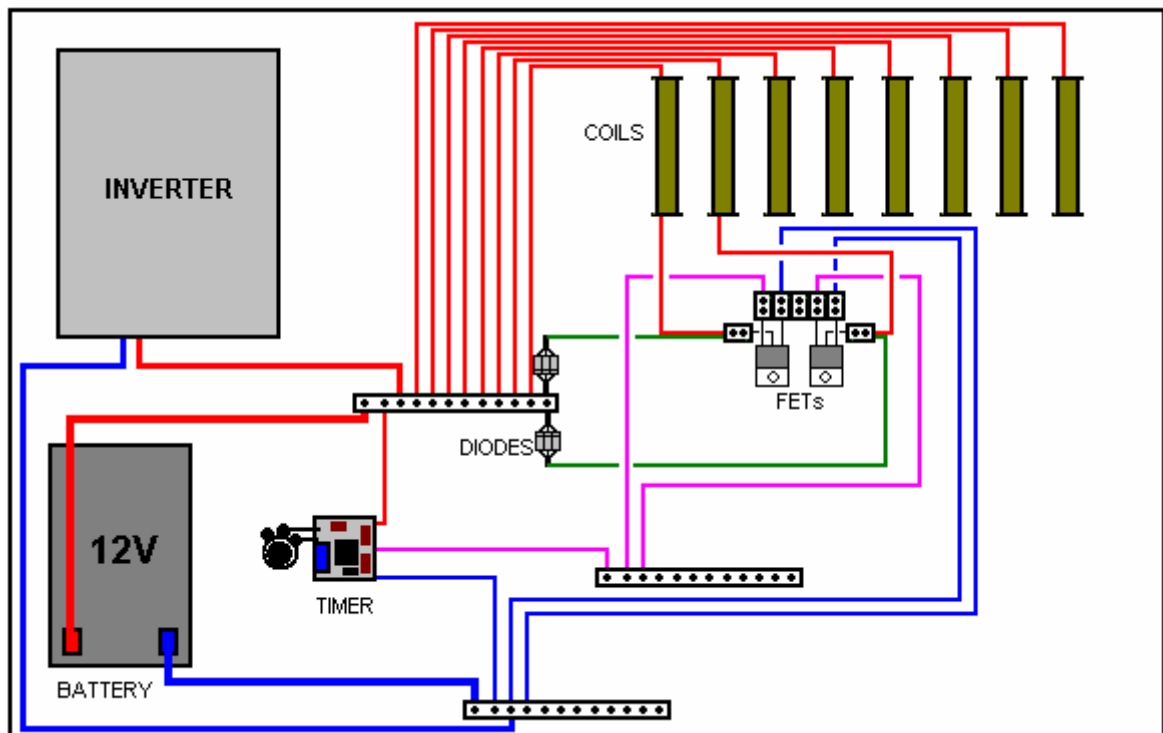 COILS
INVERTER
FETs
DIODES
12V
TIMER
BATTERY